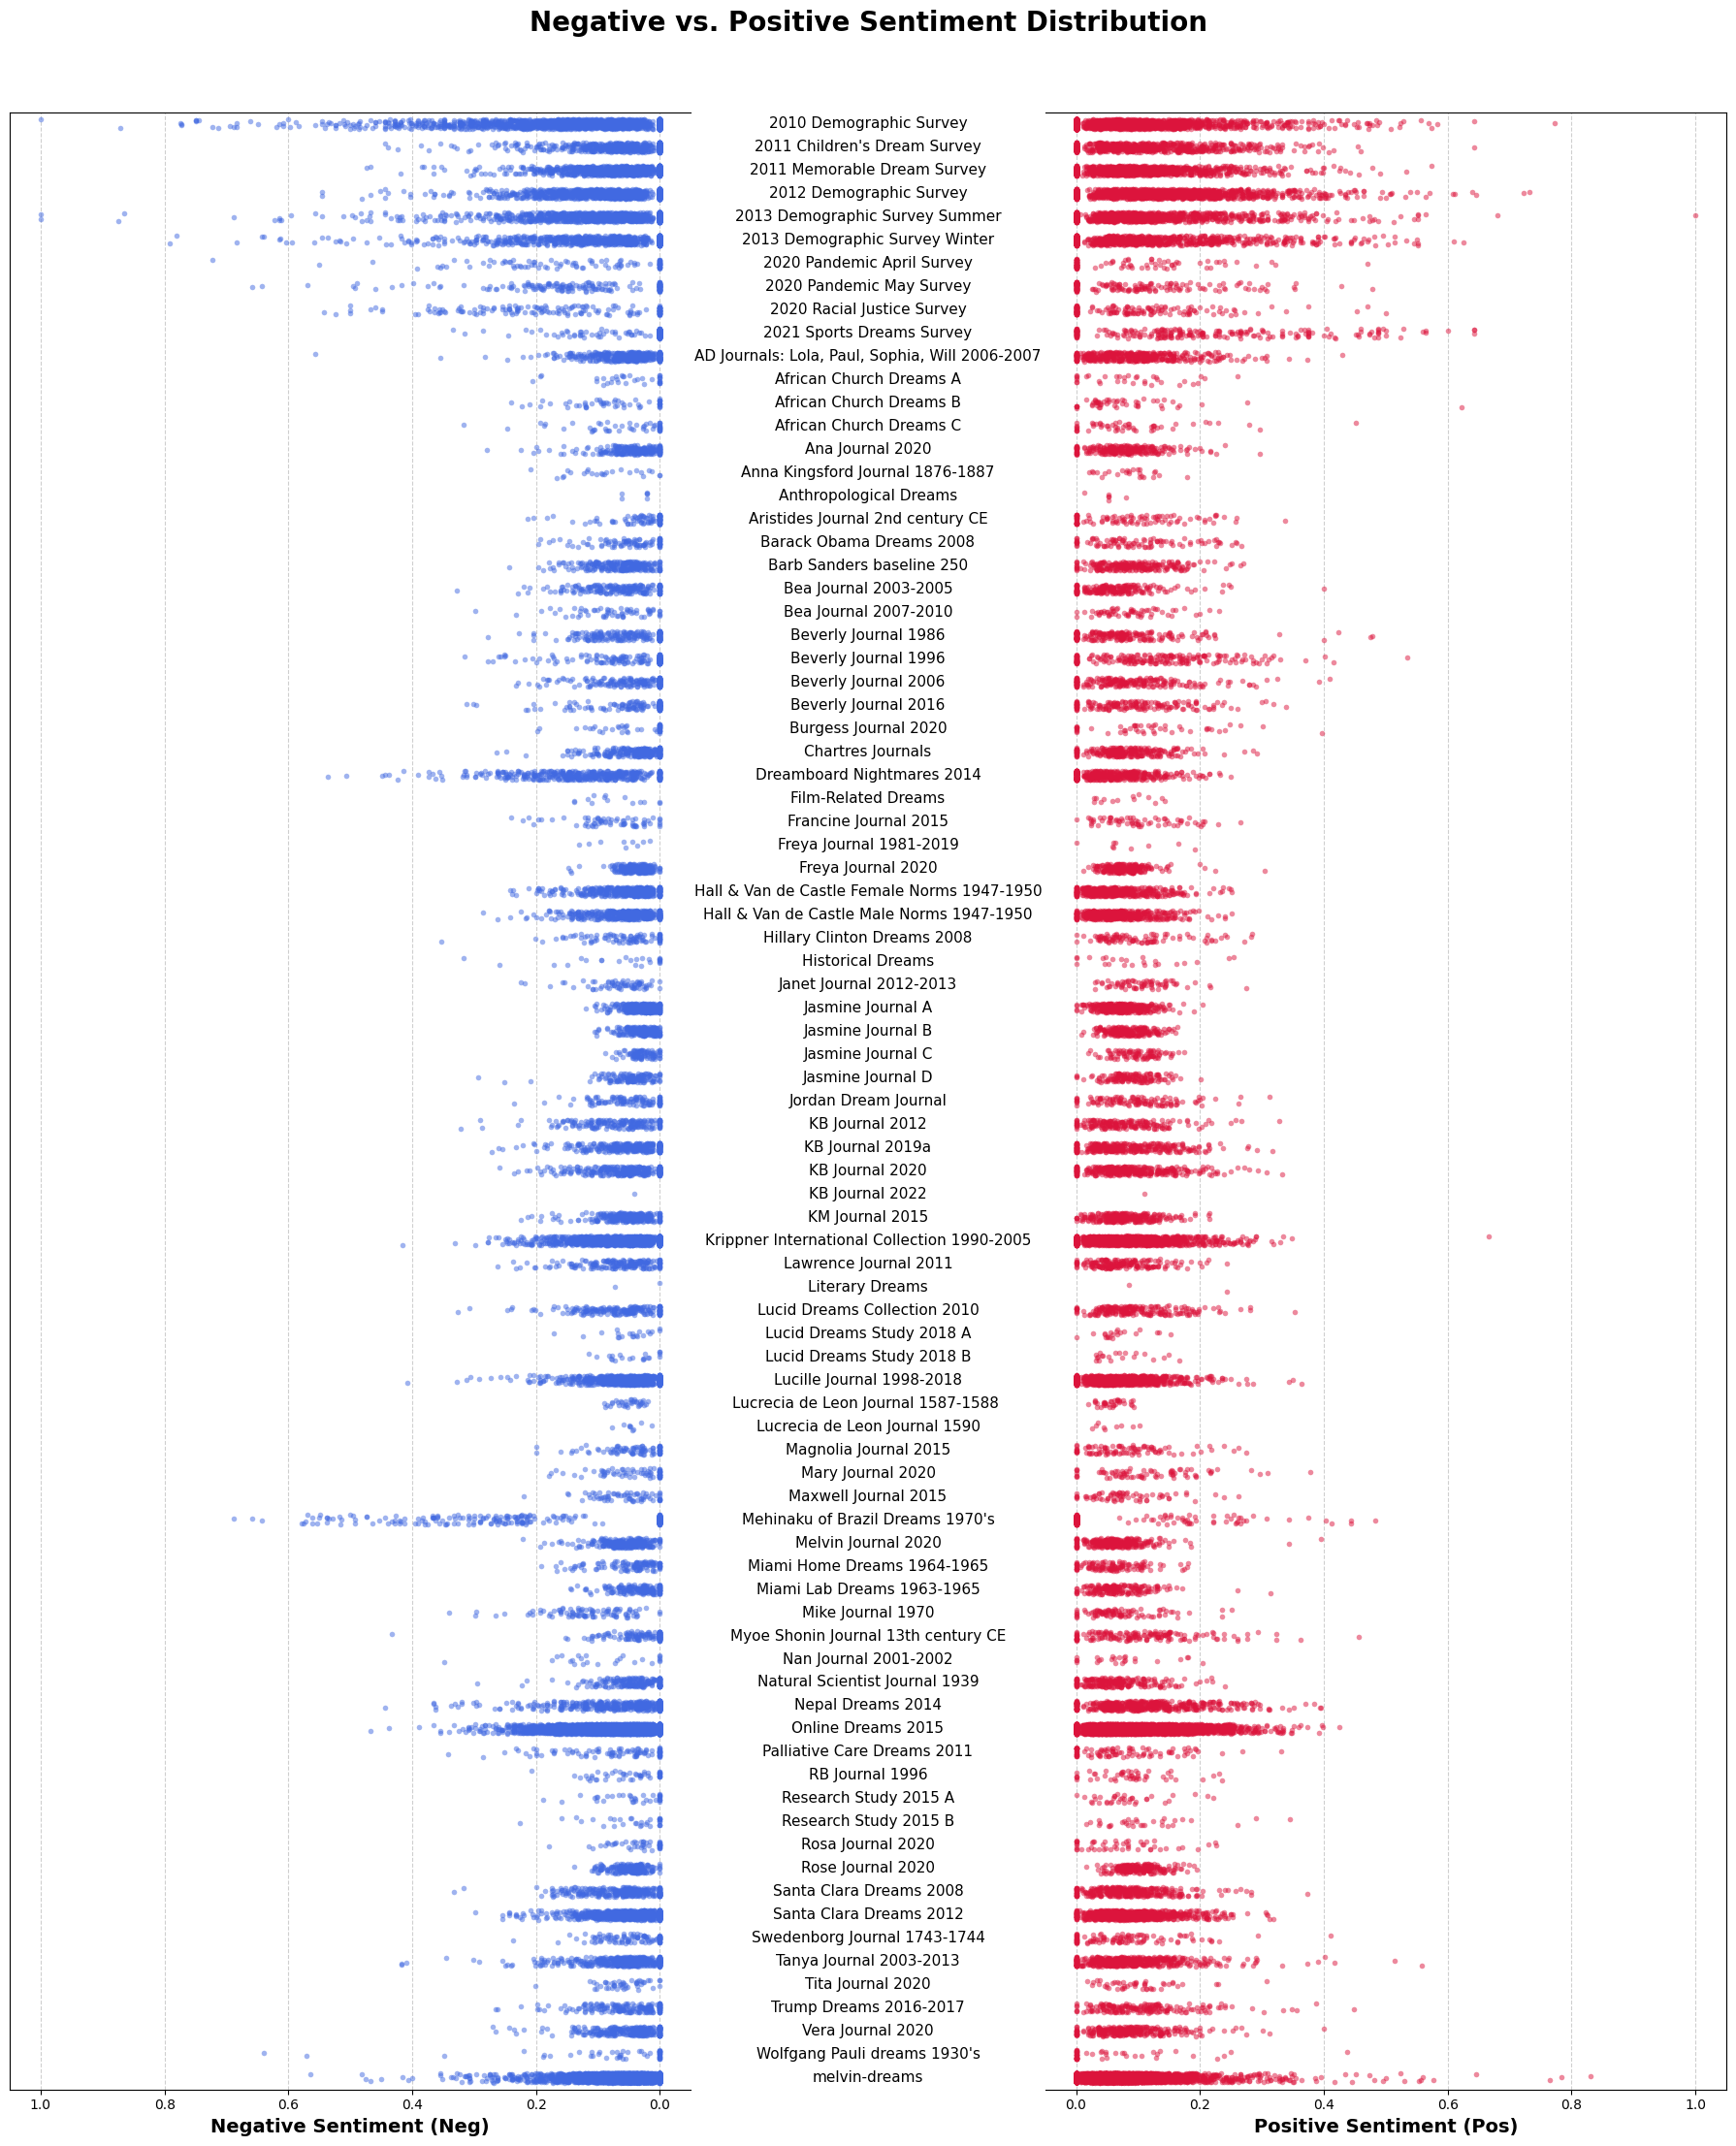 Negative vs. Positive Sentiment Distribution
2010 Demographic Survey
2011 Children's Dream Survey
2011 Memorable Dream Survey
2012 Demographic Survey
2013 Demographic Survey Summer
2013 Demographic Survey Winter
2020 Pandemic April Survey
2020 Pandemic May Survey
2020 Racial Justice Survey
2021 Sports Dreams Survey
AD Journals: Lola, Paul, Sophia, Will 2006-2007
African Church Dreams A
African Church Dreams B
African Church Dreams C
Ana Journal 2020
Anna Kingsford Journal 1876-1887
Anthropological Dreams
Aristides Journal 2nd century CE
Barack Obama Dreams 2008
Barb Sanders baseline 250
Bea Journal 2003-2005
Bea Journal 2007-2010
Beverly Journal 1986
Beverly Journal 1996
Beverly Journal 2006
Beverly Journal 2016
Burgess Journal 2020
Chartres Journals
Dreamboard Nightmares 2014
Film-Related Dreams
Francine Journal 2015
Freya Journal 1981-2019
Freya Journal 2020
Hall & Van de Castle Female Norms 1947-1950
Hall & Van de Castle Male Norms 1947-1950
Hillary Clinton Dreams 2008
Historical Dreams
Janet Journal 2012-2013
Jasmine Journal A
Jasmine Journal B
Jasmine Journal C
Jasmine Journal D
Jordan Dream Journal
KB Journal 2012
KB Journal 2019a
KB Journal 2020
KB Journal 2022
KM Journal 2015
Krippner International Collection 1990-2005
Lawrence Journal 2011
Literary Dreams
Lucid Dreams Collection 2010
Lucid Dreams Study 2018 A
Lucid Dreams Study 2018 B
Lucille Journal 1998-2018
Lucrecia de Leon Journal 1587-1588
Lucrecia de Leon Journal 1590
Magnolia Journal 2015
Mary Journal 2020
Maxwell Journal 2015
Mehinaku of Brazil Dreams 1970's
Melvin Journal 2020
Miami Home Dreams 1964-1965
Miami Lab Dreams 1963-1965
Mike Journal 1970
Myoe Shonin Journal 13th century CE
Nan Journal 2001-2002
Natural Scientist Journal 1939
Nepal Dreams 2014
Online Dreams 2015
Palliative Care Dreams 2011
RB Journal 1996
Research Study 2015 A
Research Study 2015 B
Rosa Journal 2020
Rose Journal 2020
Santa Clara Dreams 2008
Santa Clara Dreams 2012
Swedenborg Journal 1743-1744
Tanya Journal 2003-2013
Tita Journal 2020
Trump Dreams 2016-2017
Vera Journal 2020
Wolfgang Pauli dreams 1930's
melvin-dreams
1.0 0.8 0.6 0.4 0.2 0.0 0.0 0.2 0.4 0.6 0.8 1.0
Negative Sentiment (Neg) Positive Sentiment (Pos)